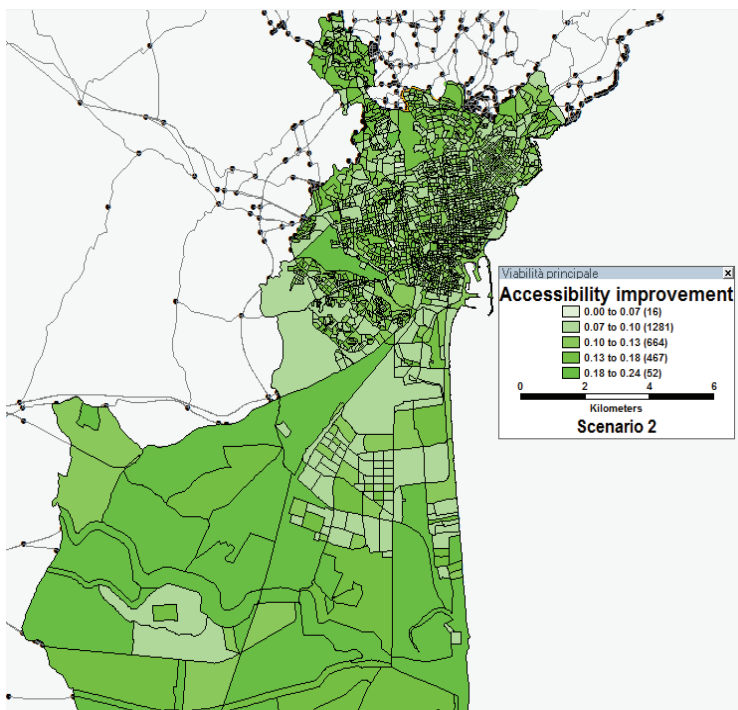 Viabilità principale
Accessibility improvement
0.00 to 0.07 (16)
0.07 to 0.10 (1281)
0.10 to 0.13 (664)
0.13 to 0.18 (467)
0.18 to 0.24 (52)
0 2 4 6
Kilometers
Scenario 2